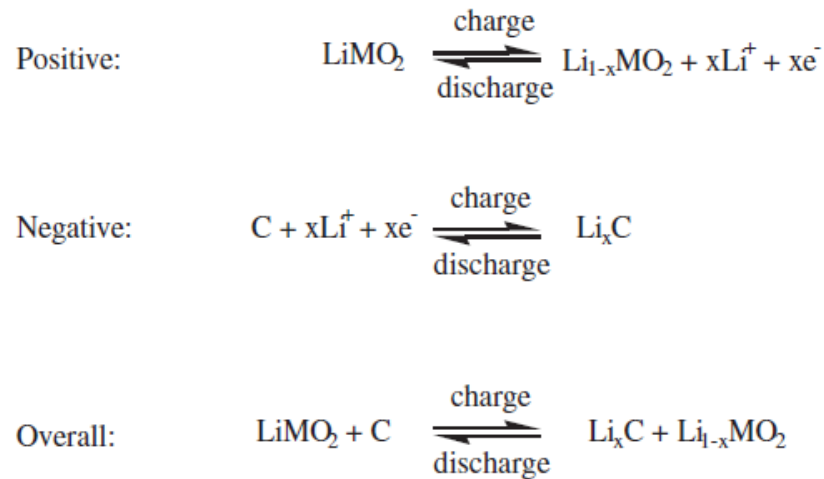 charge
Positive: LiMO₂ ⇌ Li₁₋ₓMO₂ + xLi⁺ + xe⁻
discharge
charge
Negative: C + xLi⁺ + xe⁻ ⇌ LiₓC
discharge
charge
Overall: LiMO₂ + C ⇌ LiₓC + Li₁₋ₓMO₂
discharge